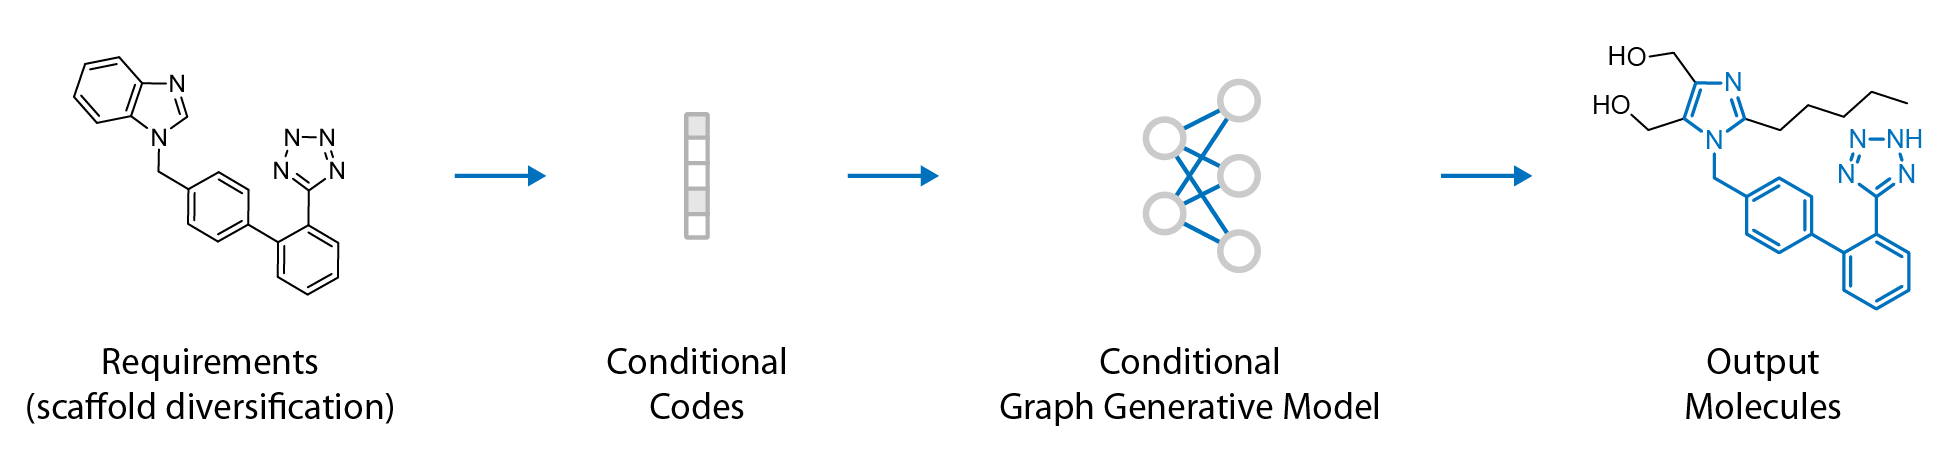 N
N
N N
N N
HO
N
HO
N
N NH
N N
Requirements
(scaffold diversification)
Conditional
Codes
Conditional
Graph Generative Model
Output
Molecules